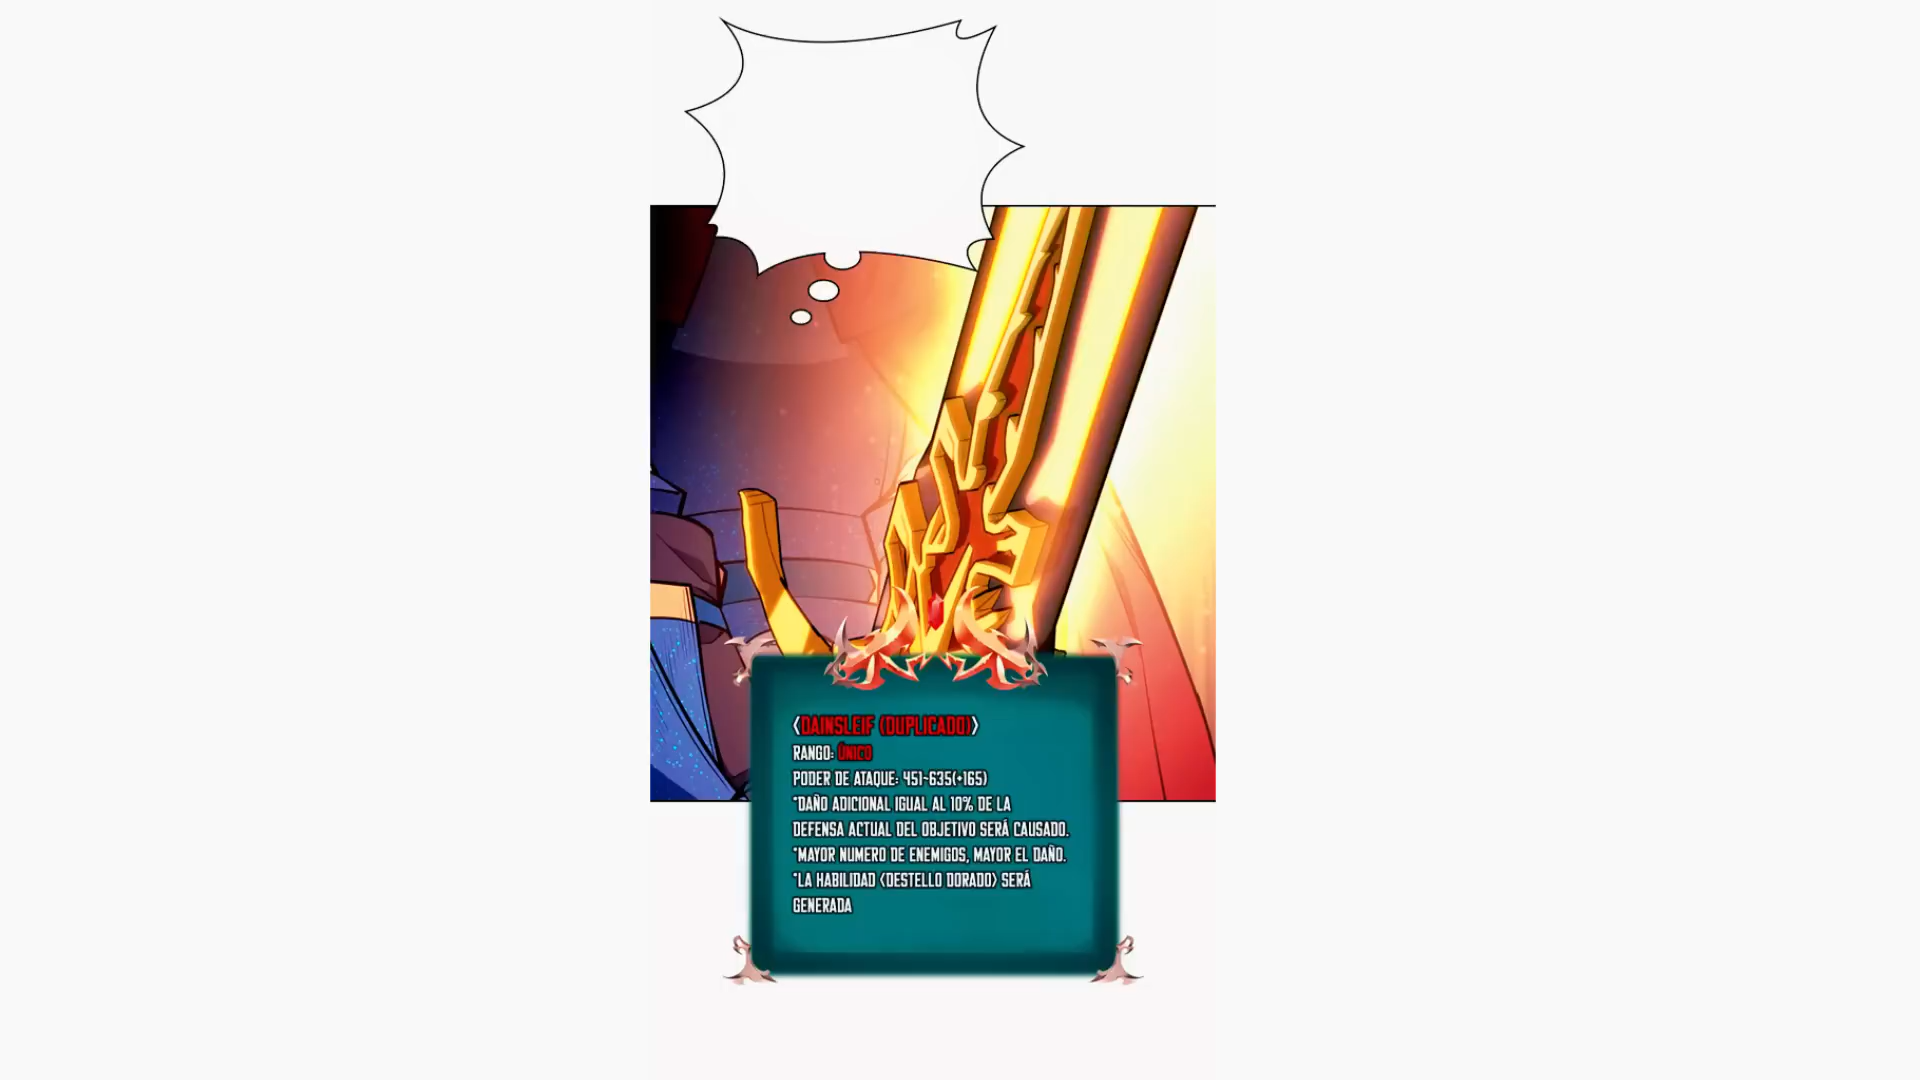 <DAINSLEIF (DUPLICADO)>
RANGO: ÚNICO
PODER DE ATAQUE: 451~635(+165)
*DAÑO ADICIONAL IGUAL AL 10% DE LA
DEFENSA ACTUAL DEL OBJETIVO SERÁ CAUSADO.
*MAYOR NUMERO DE ENEMIGOS, MAYOR EL DAÑO.
*LA HABILIDAD <DESTELLO DORADO> SERÁ
GENERADA